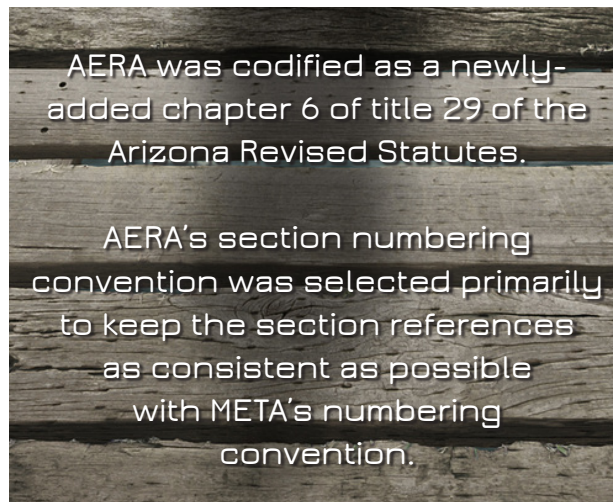 AERA was codified as a newly-
added chapter 6 of title 29 of the
Arizona Revised Statutes.
AERA's section numbering
convention was selected primarily
to keep the section references
as consistent as possible
with META's numbering
convention.